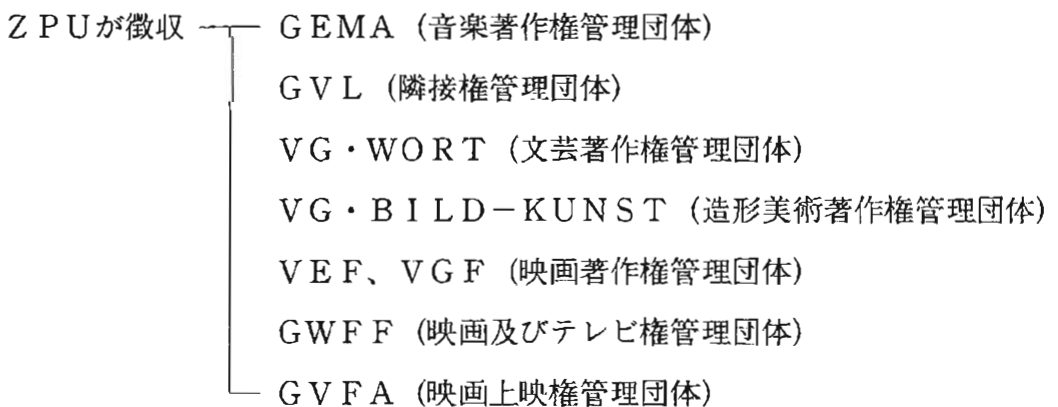 ZPUが徴収 GEMA(音楽著作権管理団体)
GVL(隣接権管理団体)
VG・WORT(文芸著作権管理団体)
VG・BILD-KUNST(造形美術著作権管理団体)
VEF、VGF(映画著作権管理団体)
GWFF(映画及びテレビ権管理団体)
GVFA(映画上映権管理団体)